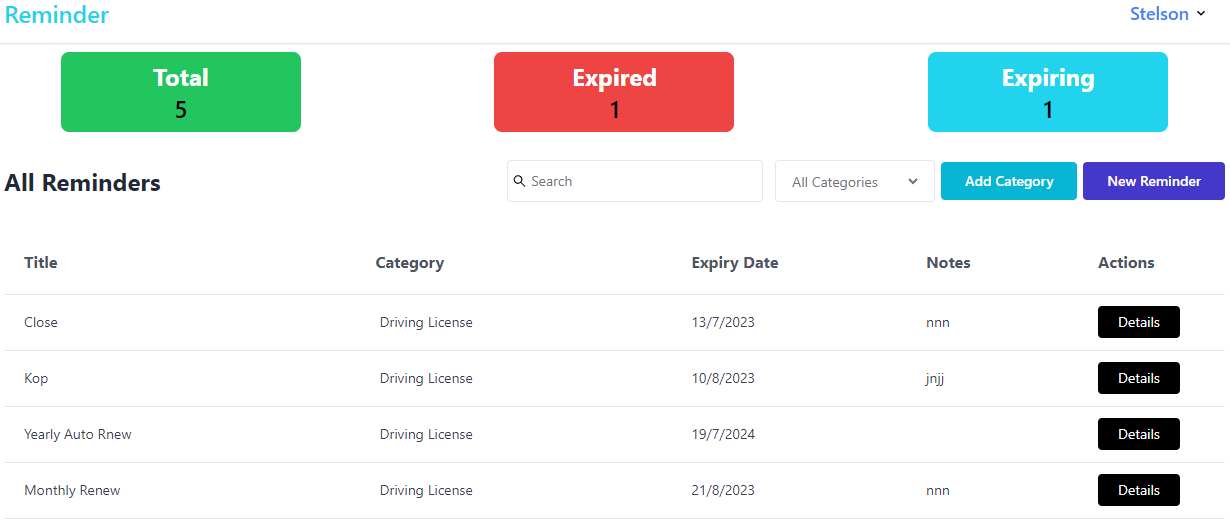 Reminder
Stelson
Total
5
Expired
1
Expiring
1
All Reminders
Search
All Categories
Add Category
New Reminder
Title Category Expiry Date Notes Actions
Close Driving License 13/7/2023 nnn Details
Kop Driving License 10/8/2023 jnjj Details
Yearly Auto Rnew Driving License 19/7/2024 Details
Monthly Renew Driving License 21/8/2023 nnn Details